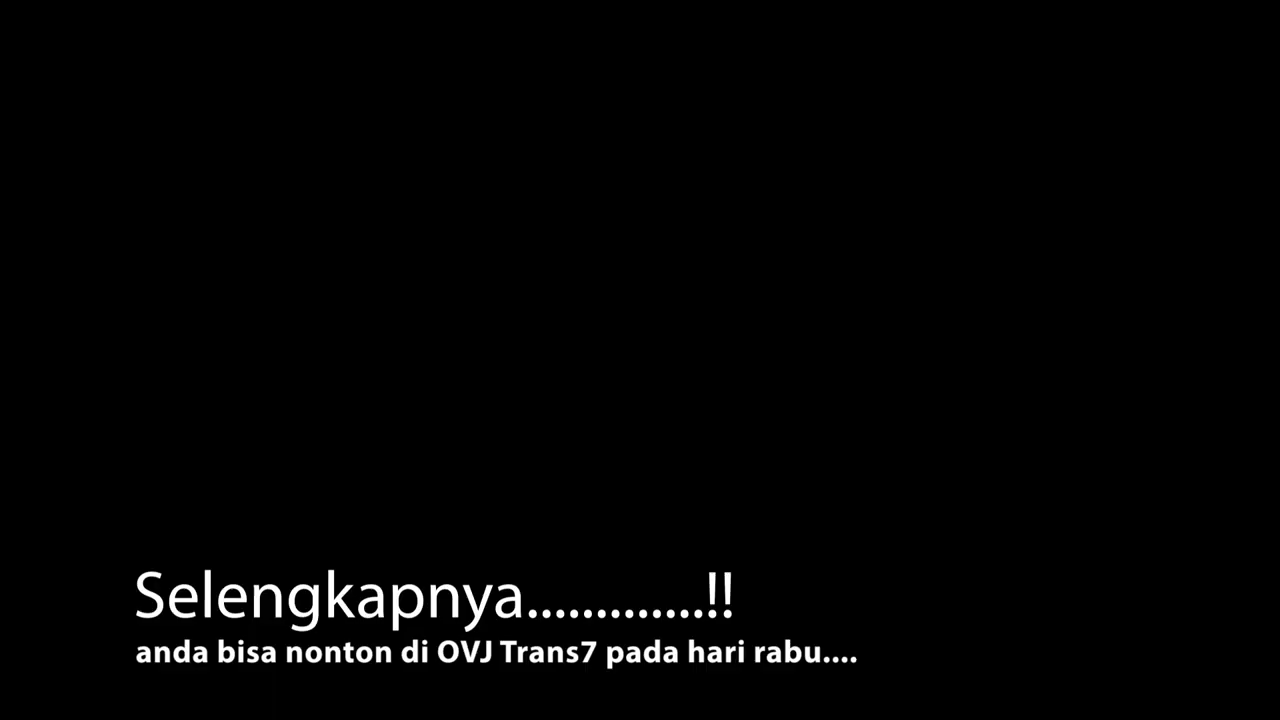 Selengkapnya.............!!
anda bisa nonton di OVJ Trans7 pada hari rabu....